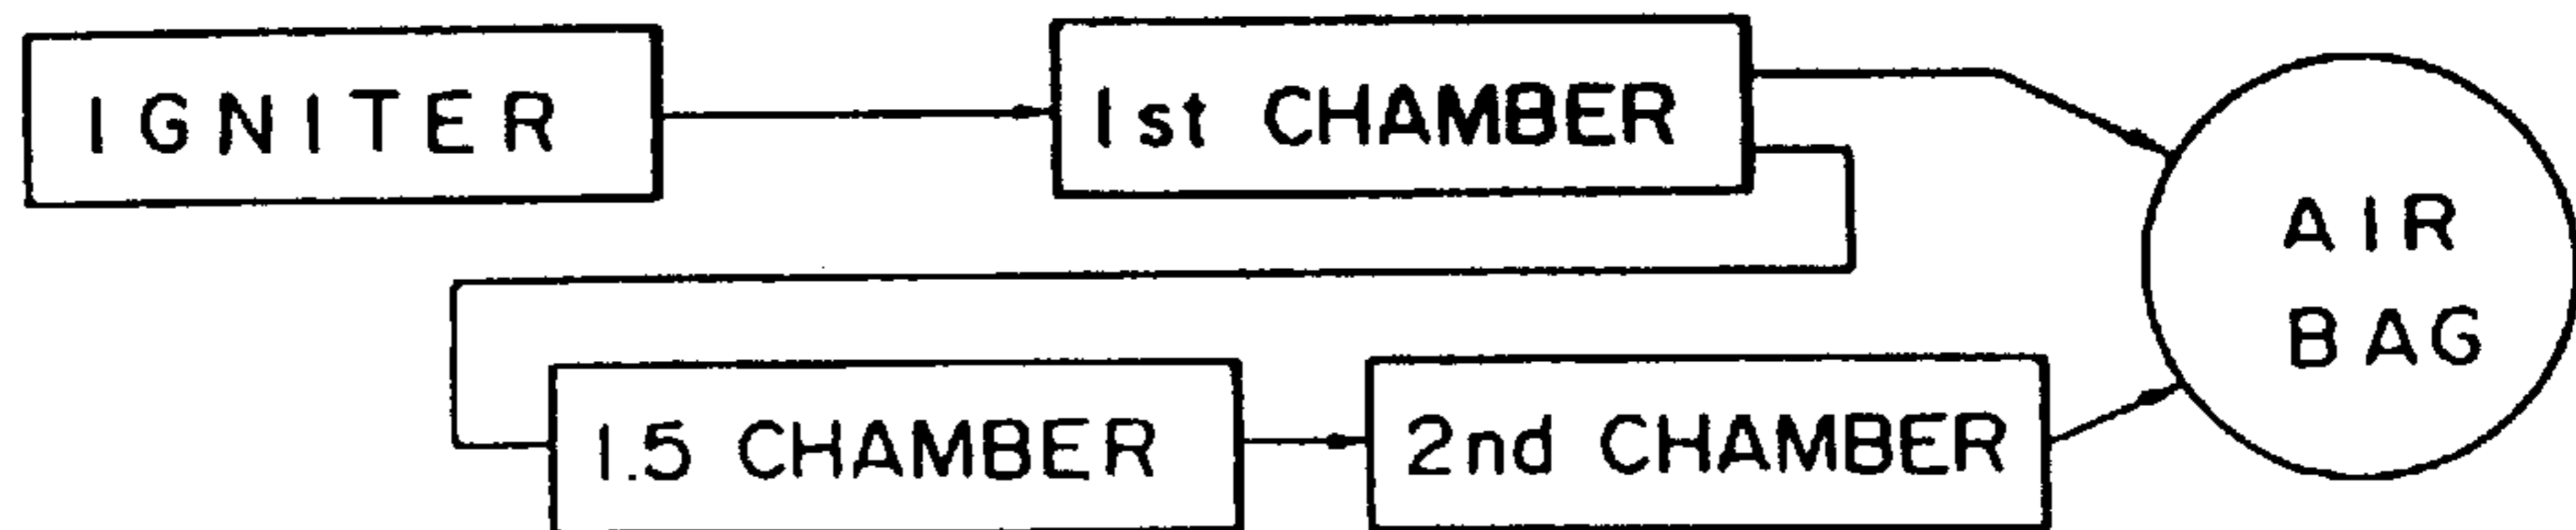 IGNITER
1st CHAMBER
AIR
BAG
1.5 CHAMBER
2nd CHAMBER